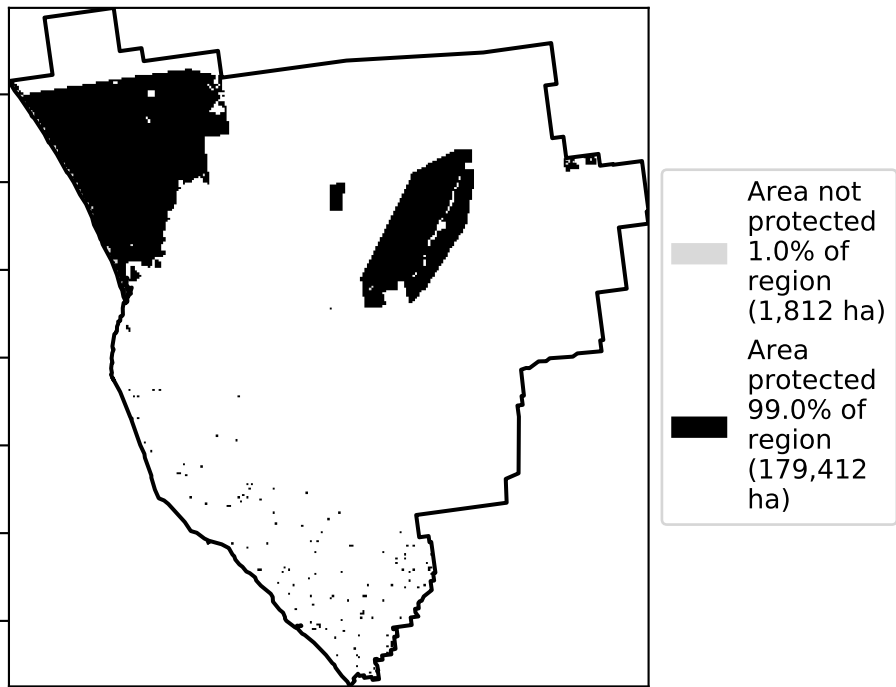 Area not
protected
1.0% of
region
(1,812 ha)
Area
protected
99.0% of
region
(179,412
ha)